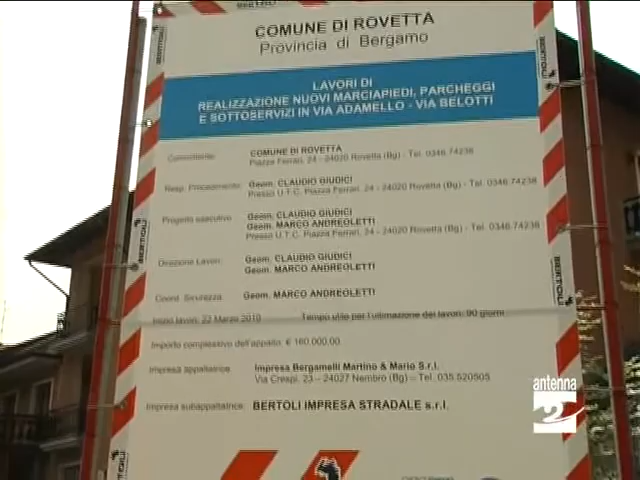 COMUNE DI ROVETTA
Provincia di Bergamo
LAVORI DI
REALIZZAZIONE NUOVI MARCIAPIEDI, PARCHEGGI
E SOTTOSERVIZI IN VIA ADAMELLO - VIA BELOTTI
Committente: COMUNE DI ROVETTA
Piazza Ferrari, 24 - 24020 Rovetta (Bg) - Tel. 0346.74238
Resp. Procedimento: Geom. CLAUDIO GIUDICI
Presso U.T.C. Piazza Ferrari, 24 - 24020 Rovetta (Bg) - Tel. 0346.74238
Progetto esecutivo: Geom. CLAUDIO GIUDICI
Geom. MARCO ANDREOLETTI
Presso U.T.C. Piazza Ferrari, 24 - 24020 Rovetta (Bg) - Tel. 0346.74238
Direzione Lavori: Geom. CLAUDIO GIUDICI
Geom. MARCO ANDREOLETTI
Coord. Sicurezza: Geom. MARCO ANDREOLETTI
Inizio lavori: 22 Marzo 2010 Tempo utile per l'ultimazione dei lavori: 90 giorni
Importo complessivo dell'appalto: € 160.000,00
Impresa appaltatrice: Impresa Bergamelli Martino & Mario S.r.l.
Via Crespi, 23 - 24027 Nembro (Bg) - Tel. 035.520505
Impresa subappaltatrice: BERTOLI IMPRESA STRADALE s.r.l.
BERTOLI
BERTOLI
BERTOLI
BERTOLI
antenna
2